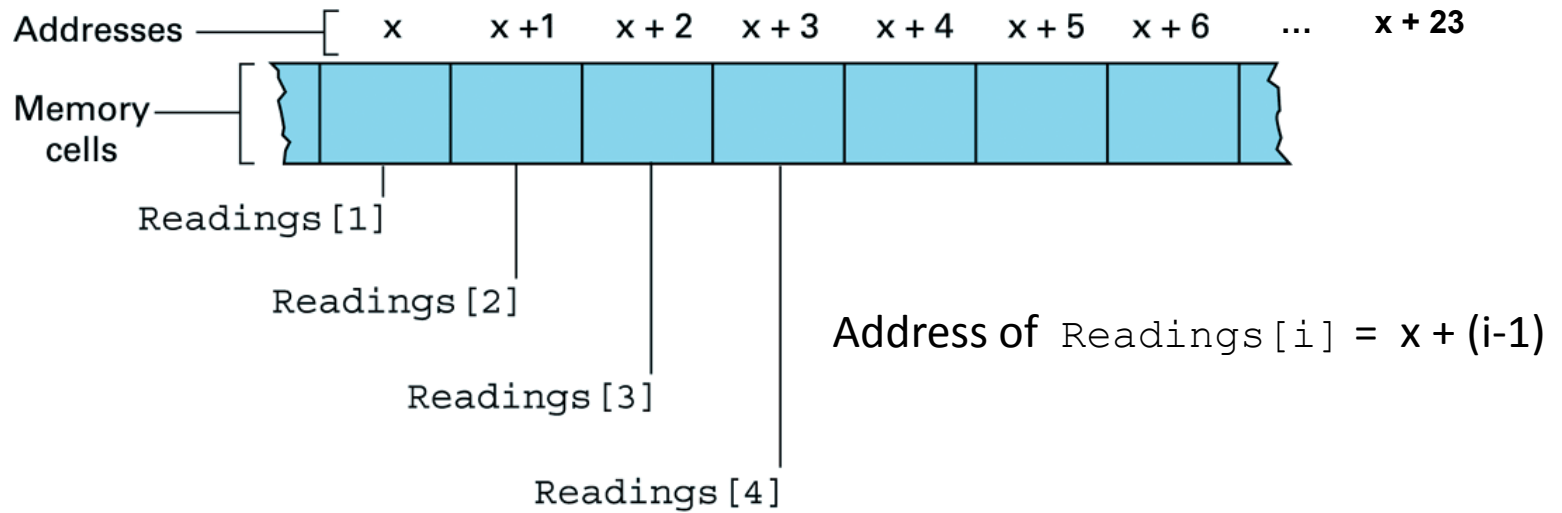 Addresses x x +1 x + 2 x + 3 x + 4 x + 5 x + 6 ... x + 23
Memory
cells
Readings[1]
Readings[2]
Address of Readings[i] = x + (i-1)
Readings[3]
Readings[4]